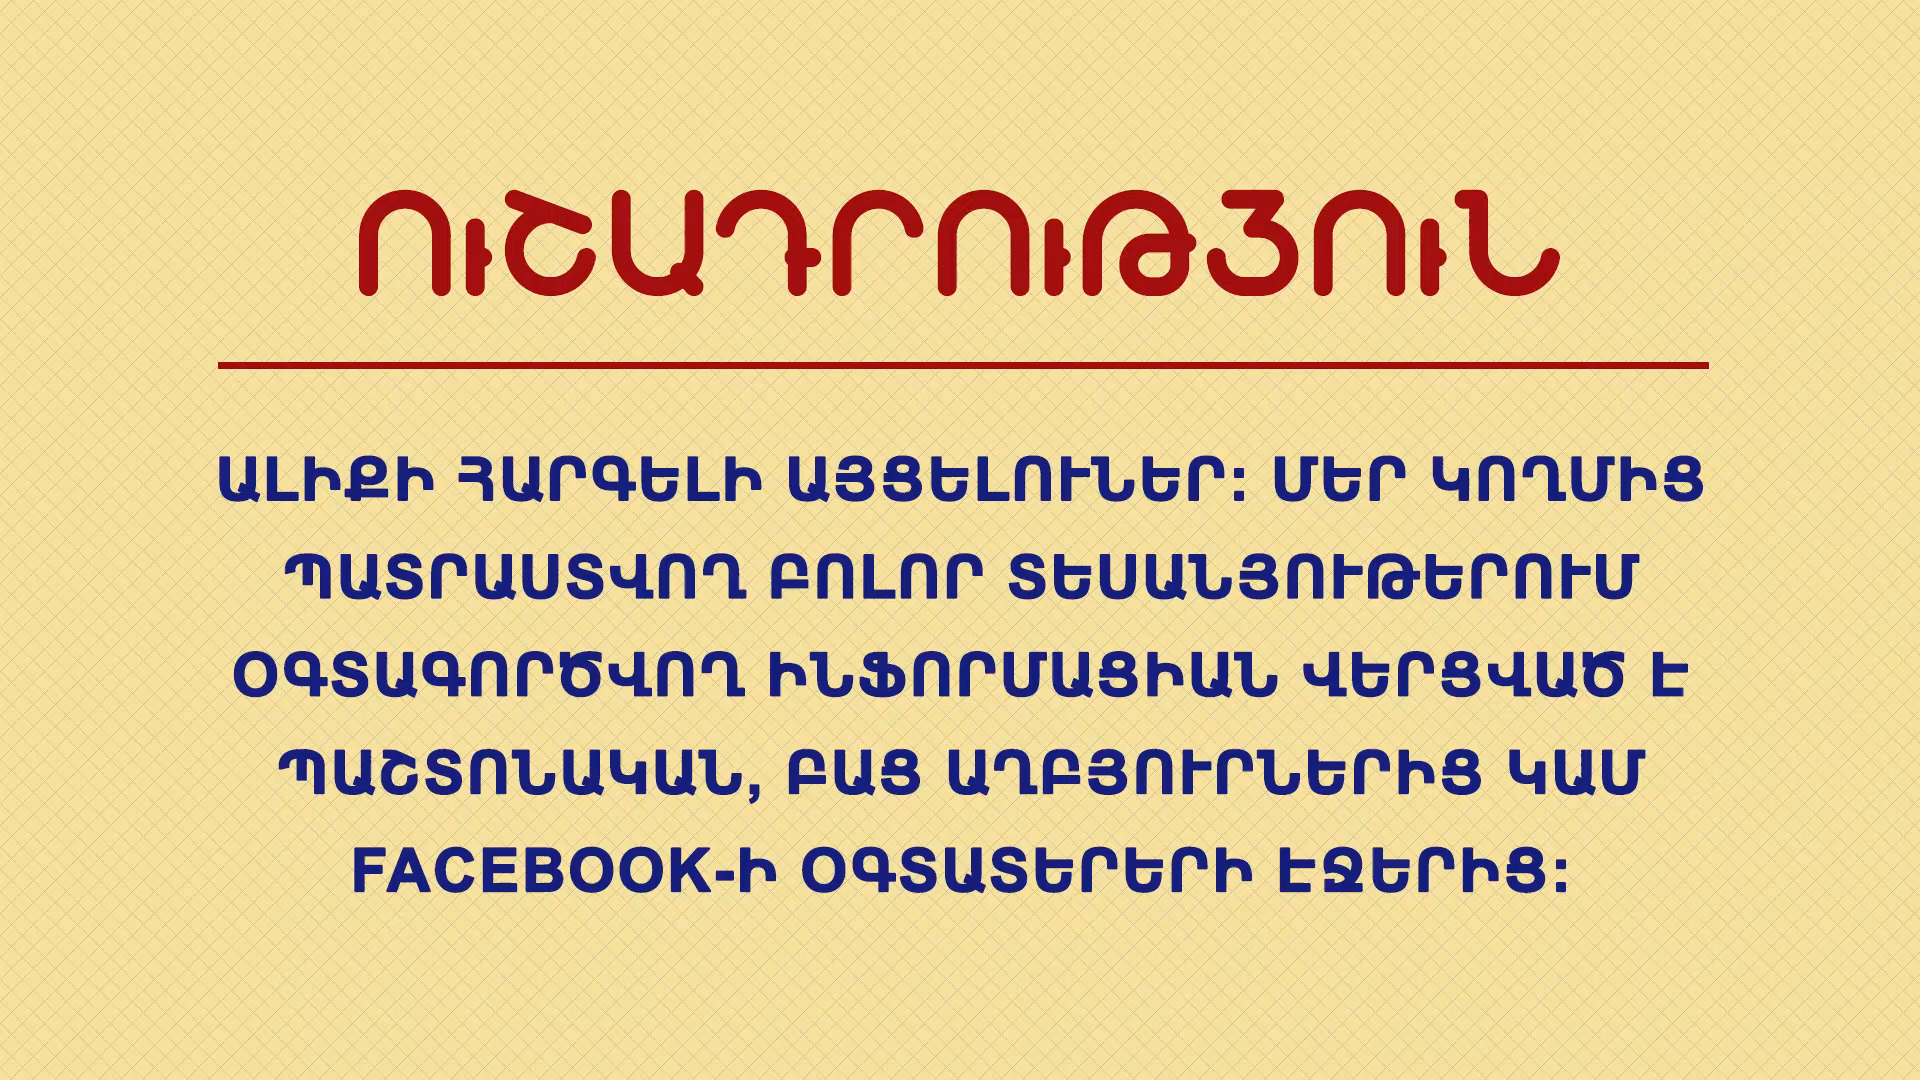 ՈՒՇԱԴՐՈՒԹՅՈՒՆ
ԱԼԻՔԻ ՀԱՐԳԵԼԻ ԱՅՑԵԼՈՒՆԵՐ։ ՄԵՐ ԿՈՂՄԻՑ
ՊԱՏՐԱՍՏՎՈՂ ԲՈԼՈՐ ՏԵՍԱՆՅՈՒԹԵՐՈՒՄ
ՕԳՏԱԳՈՐԾՎՈՂ ԻՆՖՈՐՄԱՑԻԱՆ ՎԵՐՑՎԱԾ Է
ՊԱՇՏՈՆԱԿԱՆ, ԲԱՑ ԱՂԲՅՈՒՐՆԵՐԻՑ ԿԱՄ
FACEBOOK-Ի ՕԳՏԱՏԵՐԵՐԻ ԷՋԵՐԻՑ։